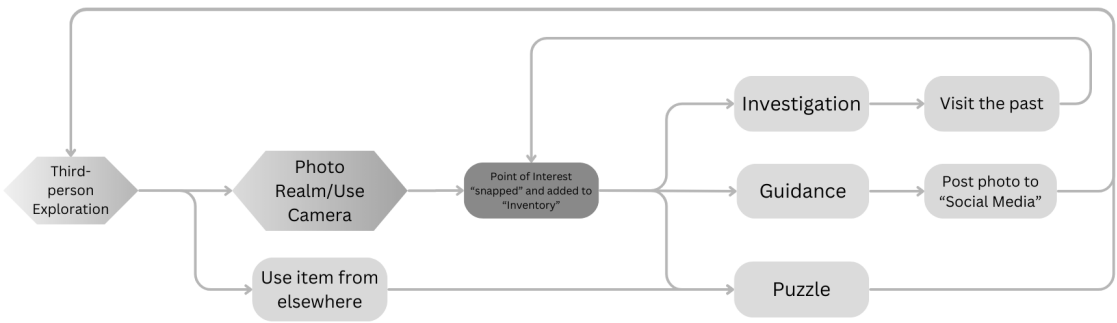 Third-
person
Exploration
Photo
Realm/Use
Camera
Use item from
elsewhere
Point of Interest
“snapped” and added to
“Inventory”
Investigation
Visit the past
Guidance
Post photo to
“Social Media”
Puzzle